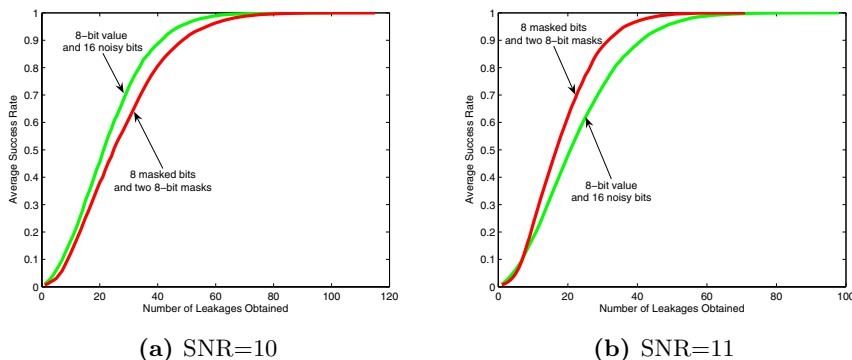 1
0.9
0.8
0.7
0.6
0.5
0.4
0.3
0.2
0.1
0
Average Success Rate
8-bit value
and 16 noisy bits
8 masked bits
and two 8-bit masks
0 20 40 60 80 100 120
Number of Leakages Obtained
(a) SNR=10
1
0.9
0.8
0.7
0.6
0.5
0.4
0.3
0.2
0.1
0
Average Success Rate
8 masked bits
and two 8-bit masks
8-bit value
and 16 noisy bits
0 20 40 60 80 100
Number of Leakages Obtained
(b) SNR=11